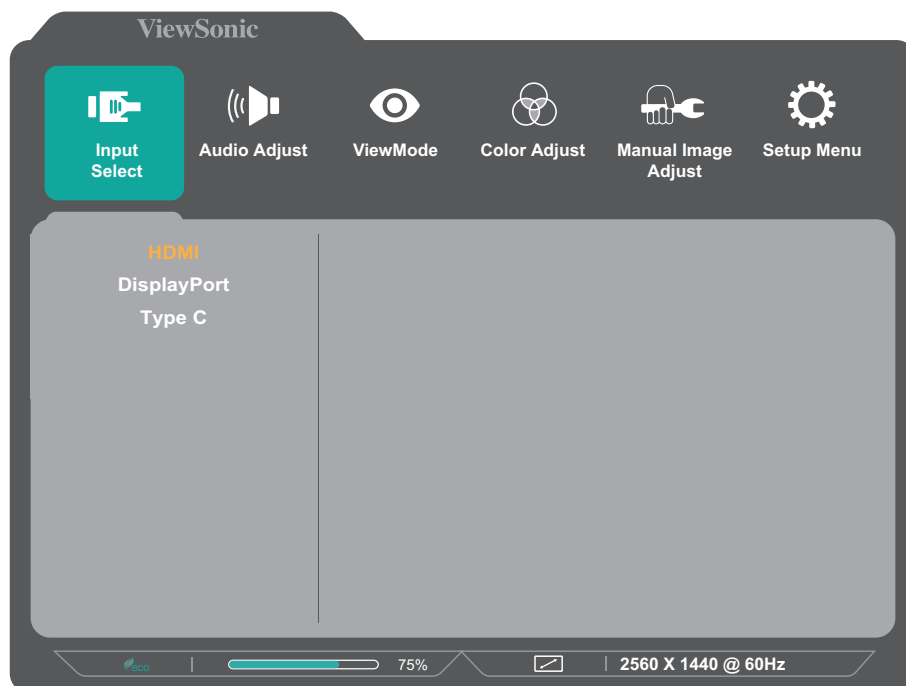 ViewSonic
Input
Select
Audio Adjust
ViewMode
Color Adjust
Manual Image
Adjust
Setup Menu
HDMI
DisplayPort
Type C
eco
75%
2560 X 1440 @ 60Hz